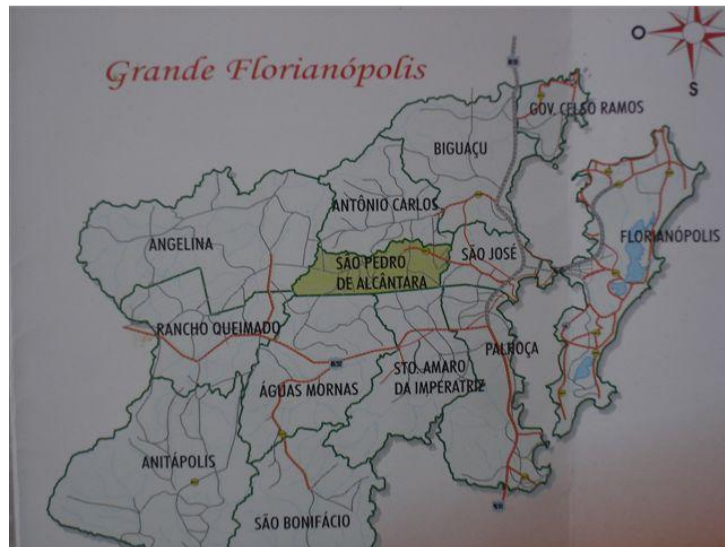 Grande Florianópolis
O
S
GOV. CELSO RAMOS
BIGUAÇU
ANTÔNIO CARLOS
ANGELINA
SÃO JOSÉ
FLORIANÓPOLIS
SÃO PEDRO
DE ALCÂNTARA
RANCHO QUEIMADO
PALHOÇA
STO. AMARO
DA IMPERATRIZ
ÁGUAS MORNAS
ANITÁPOLIS
SÃO BONIFÁCIO